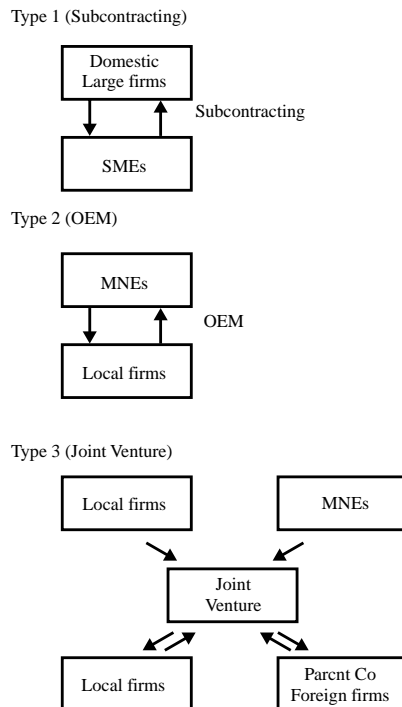 Type 1 (Subcontracting)
Domestic
Large firms
Subcontracting
SMEs
Type 2 (OEM)
MNEs
OEM
Local firms
Type 3 (Joint Venture)
Local firms
MNEs
Joint
Venture
Local firms
Parcnt Co
Foreign firms